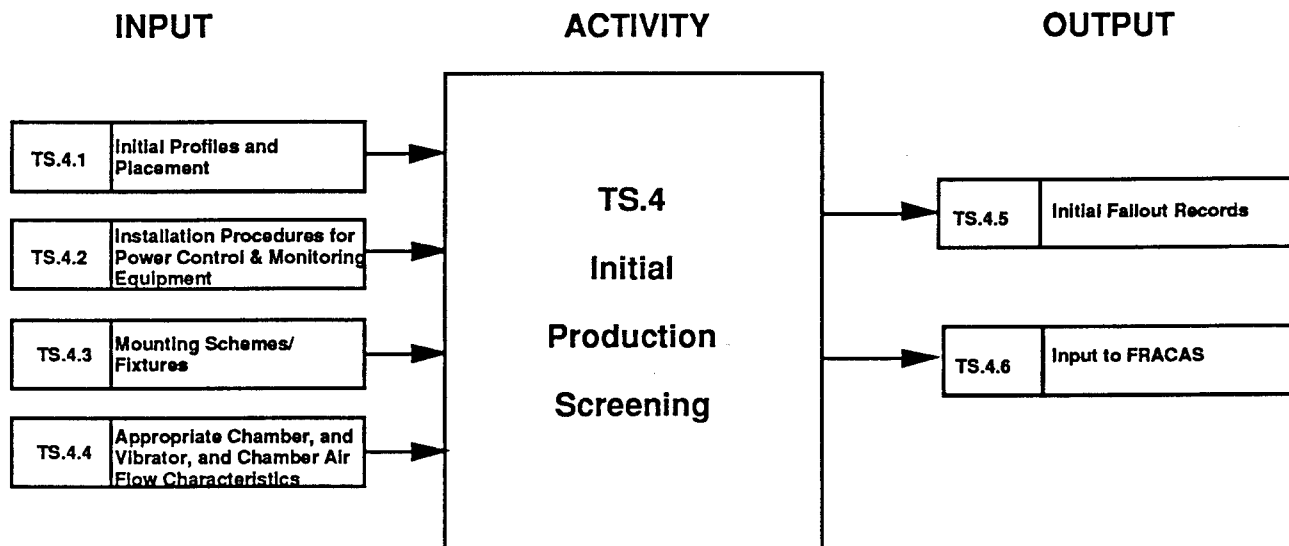 INPUT
ACTIVITY
OUTPUT
TS.4.1
Initial Profiles and
Placement
TS.4.2
Installation Procedures for
Power Control & Monitoring
Equipment
TS.4.3
Mounting Schemes/
Fixtures
TS.4.4
Appropriate Chamber, and
Vibrator, and Chamber Air
Flow Characteristics
TS.4
Initial
Production
Screening
TS.4.5
Initial Fallout Records
TS.4.6
Input to FRACAS